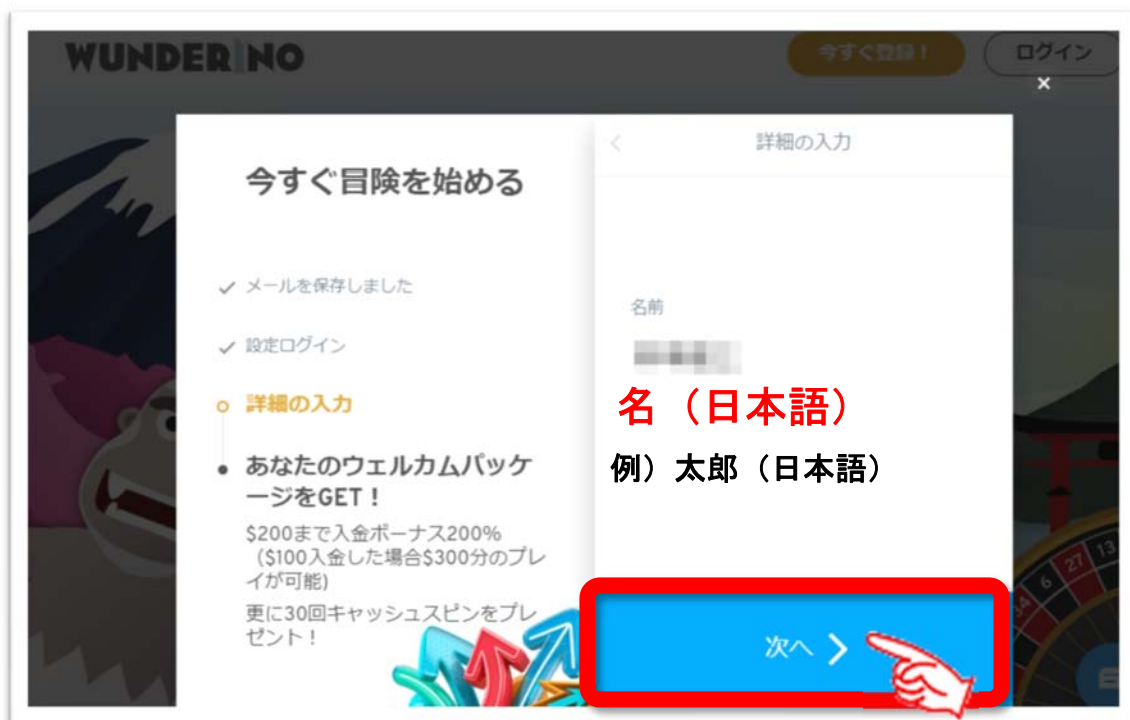 WUNDERINO
今すぐ登録！
ログイン
×
今すぐ冒険を始める
メールを保存しました
設定ログイン
詳細の入力
あなたのウェルカムパッケ
ージをGET！
$200まで入金ボーナス200%
（$100入金した場合$300分のプレ
イが可能)
更に30回キャッシュスピンをプレ
ゼント！
詳細の入力
名前
名（日本語）
例）太郎（日本語）
次へ
6
27
13